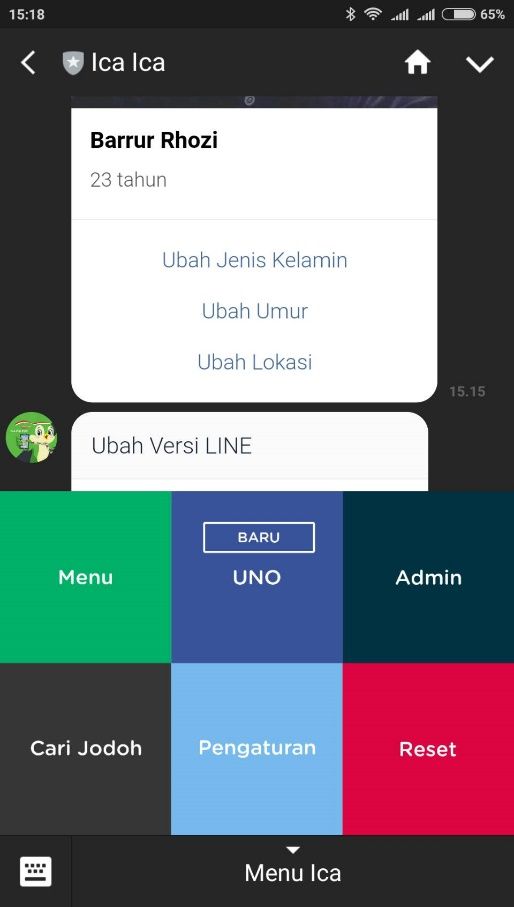 15:18
65%
Ica Ica
Barrur Rhozi
23 tahun
Ubah Jenis Kelamin
Ubah Umur
Ubah Lokasi
15.15
Ubah Versi LINE
Menu
BARU
UNO
Admin
Cari Jodoh
Pengaturan
Reset
Menu Ica